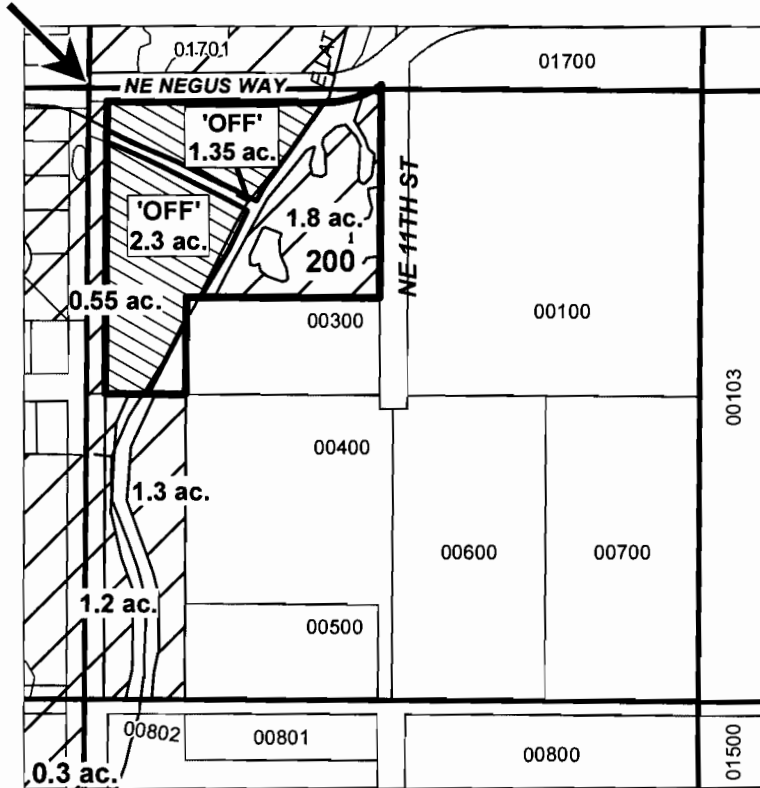 01701
ELAT
01700
NE NEGUS WAY
'OFF'
1.35 ac.
'OFF'
2.3 ac.
1.8 ac.
1
200
NE 11TH ST
0.55 ac.
00300
00100
00103
00400
1.3 ac.
00600
00700
1.2 ac.
00500
00802
00801
00800
01500
0.3 ac.